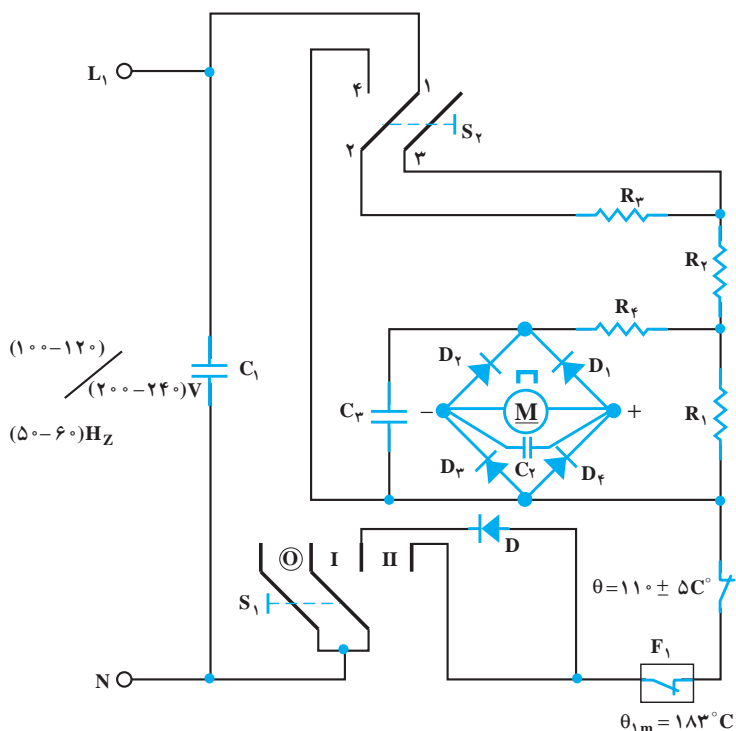 L۱
۴
۱
S۲
۲
۳
R۳
R۲
R۴
(۱۰۰−۱۲۰)
(۲۰۰−۲۴۰)V
(۵۰−۶۰)HZ
C۱
D۲
D۱
C۳
− M +
R۱
D۳
C۲
D۴
O I II
D
S۱
θ=۱۱۰± ۵C°
F۱
N
θ۱m=۱۸۳°C